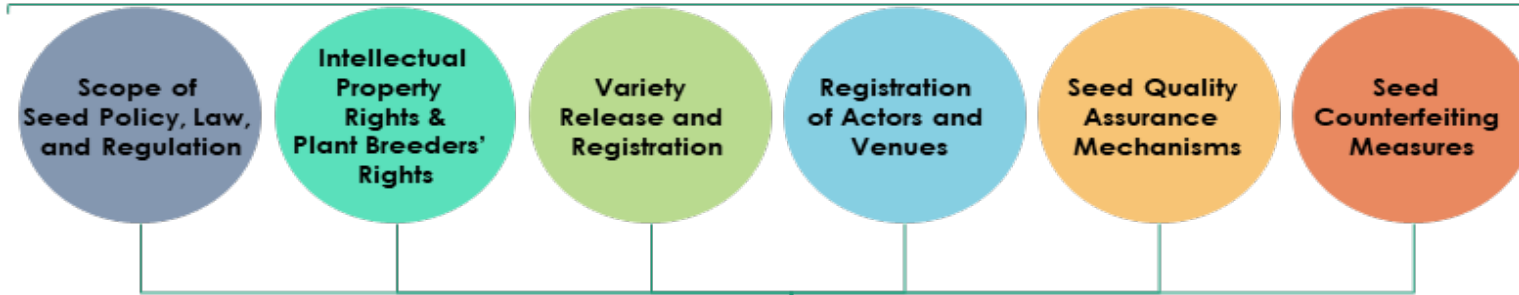 Scope of
Seed Policy, Law,
and Regulation
Intellectual
Property
Rights &
Plant Breeders’
Rights
Variety
Release and
Registration
Registration
of Actors and
Venues
Seed Quality
Assurance
Mechanisms
Seed
Counterfeiting
Measures